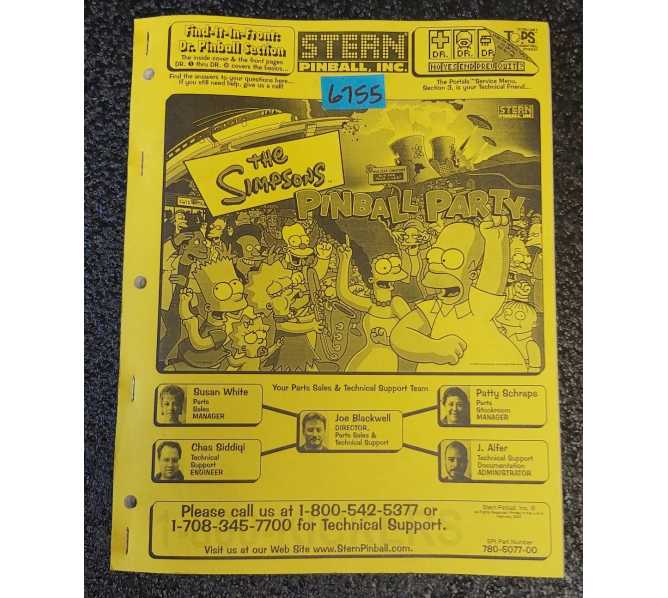 Find-It-In-Front:
Dr. Pinball Section
The inside cover & the front pages
DR. 1 thru DR. 6 covers the basics...
Find the answers to your questions here...
If you still need help, give us a call!
STERN
PINBALL, INC.
6755
DR. DR. DR.
The Portals™ Service Menu,
Section 3, is your Technical Friend...
STERN
PINBALL, INC.
THE
SIMPSONS
PINBALL PARTY
Your Parts Sales & Technical Support Team
Susan White
Parts
Sales
MANAGER
Patty Schraps
Parts
Stockroom
MANAGER
Joe Blackwell
DIRECTOR,
Parts Sales &
Technical Support
Chas Siddiqi
Technical
Support
ENGINEER
J. Alfer
Technical Support
Documentation
ADMINISTRATOR
Please call us at 1-800-542-5377 or
1-708-345-7700 for Technical Support.
Visit us at our Web Site www.SternPinball.com.
Stern Pinball, Inc. ®
SPI Part Number
780-5077-00